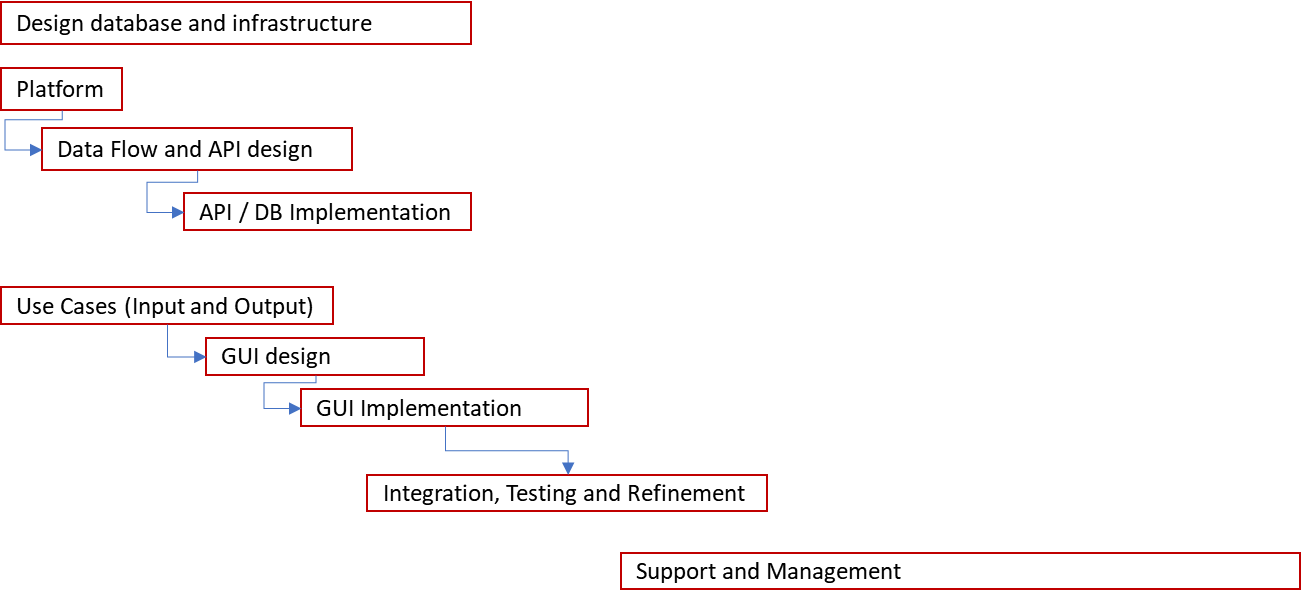 Design database and infrastructure
Platform
Data Flow and API design
API / DB Implementation
Use Cases (Input and Output)
GUI design
GUI Implementation
Integration, Testing and Refinement
Support and Management